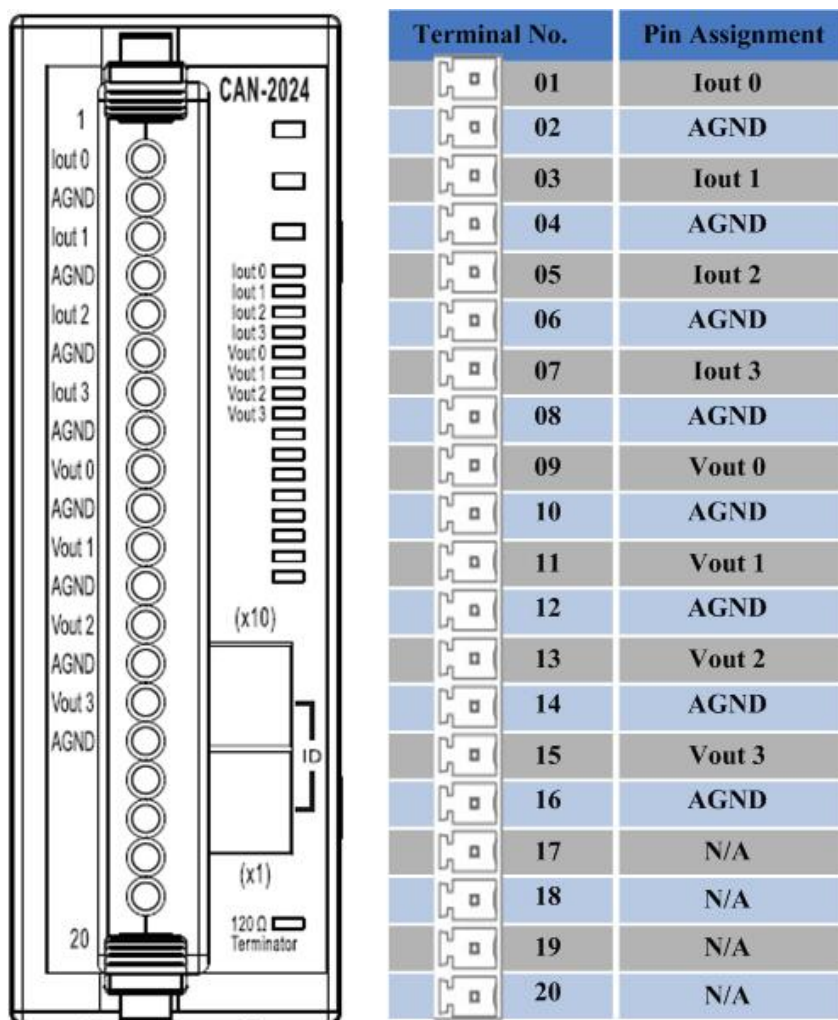 CAN-2024
1
Iout 0
AGND
Iout 1
AGND
Iout 2
AGND
Iout 3
AGND
Vout 0
AGND
Vout 1
AGND
Vout 2
AGND
Vout 3
AGND
20
Iout 0
Iout 1
Iout 2
Iout 3
Vout 0
Vout 1
Vout 2
Vout 3
(x10)
ID
(x1)
120 Ω
Terminator
Terminal No. Pin Assignment
01 Iout 0
02 AGND
03 Iout 1
04 AGND
05 Iout 2
06 AGND
07 Iout 3
08 AGND
09 Vout 0
10 AGND
11 Vout 1
12 AGND
13 Vout 2
14 AGND
15 Vout 3
16 AGND
17 N/A
18 N/A
19 N/A
20 N/A